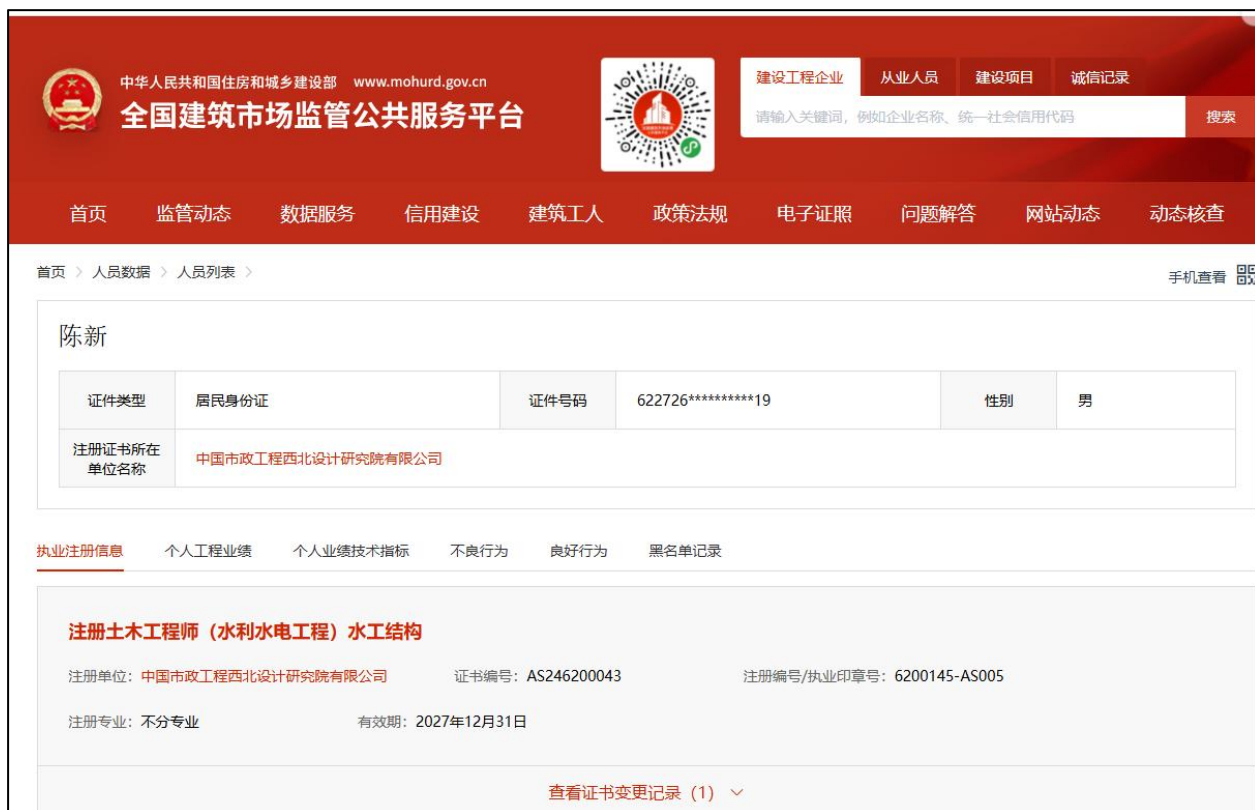 中华人民共和国住房和城乡建设部 www.mohurd.gov.cn
全国建筑市场监管公共服务平台
建设工程企业 从业人员 建设项目 诚信记录
请输入关键词，例如企业名称、统一社会信用代码 搜索
首页 监管动态 数据服务 信用建设 建筑工人 政策法规 电子证照 问题解答 网站动态 动态核查
首页 > 人员数据 > 人员列表 >
手机查看
陈新
证件类型 居民身份证 证件号码 622726**********19 性别 男
注册证书所在
单位名称
中国市政工程西北设计研究院有限公司
执业注册信息 个人工程业绩 个人业绩技术指标 不良行为 良好行为 黑名单记录
注册土木工程师（水利水电工程）水工结构
注册单位：中国市政工程西北设计研究院有限公司 证书编号：AS246200043 注册编号/执业印章号：6200145-AS005
注册专业：不分专业 有效期：2027年12月31日
查看证书变更记录（1）